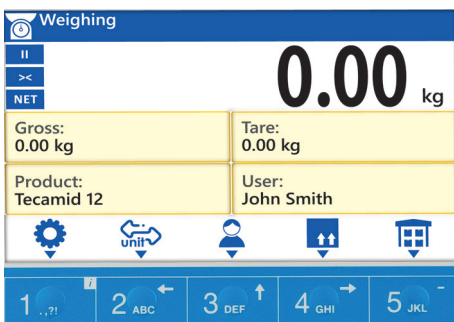 Weighing
II
><
NET
0.00 kg
Gross:
0.00 kg
Tare:
0.00 kg
Product:
Tecamid 12
User:
John Smith
unit
i
1 .,?! 2 ABC 3 DEF 4 GHI 5 JKL -